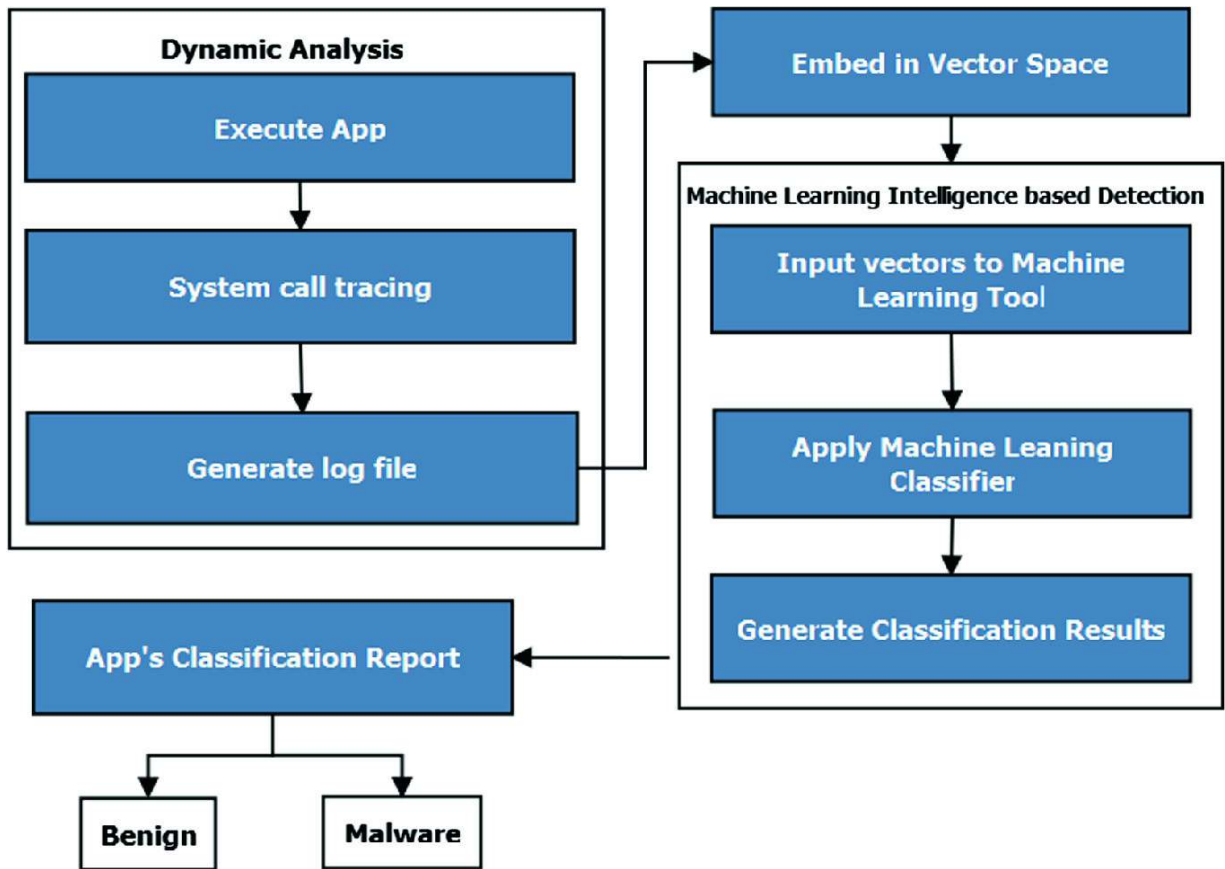 Dynamic Analysis
Execute App
System call tracing
Generate log file
Embed in Vector Space
Machine Learning Intelligence based Detection
Input vectors to Machine
Learning Tool
Apply Machine Leaning
Classifier
Generate Classification Results
App's Classification Report
Benign
Malware